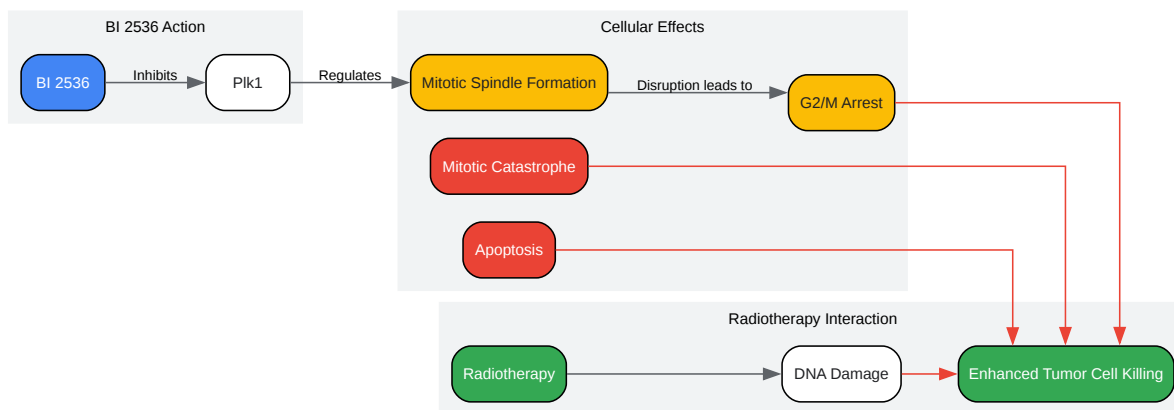 BI 2536 Action
BI 2536
Inhibits
Plk1
Regulates
Cellular Effects
Mitotic Spindle Formation
Disruption leads to
G2/M Arrest
Mitotic Catastrophe
Apoptosis
Radiotherapy Interaction
Radiotherapy
DNA Damage
Enhanced Tumor Cell Killing